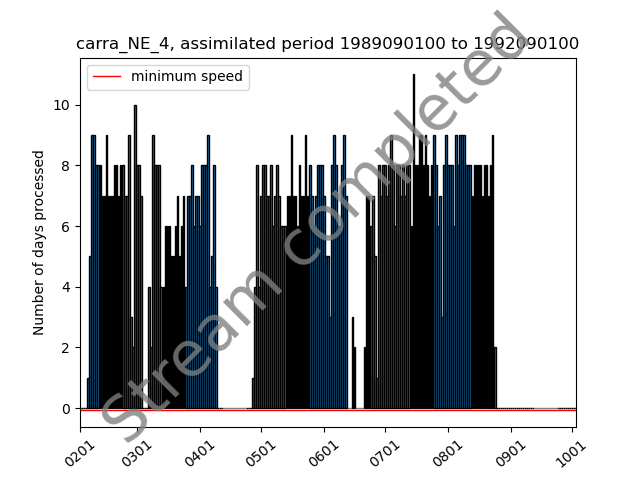 carra_NE_4, assimilated period 1989090100 to 1992090100
minimum speed
Number of days processed
10
8
6
4
2
0
0201 0301 0401 0501 0601 0701 0801 0901 1001
Stream completed